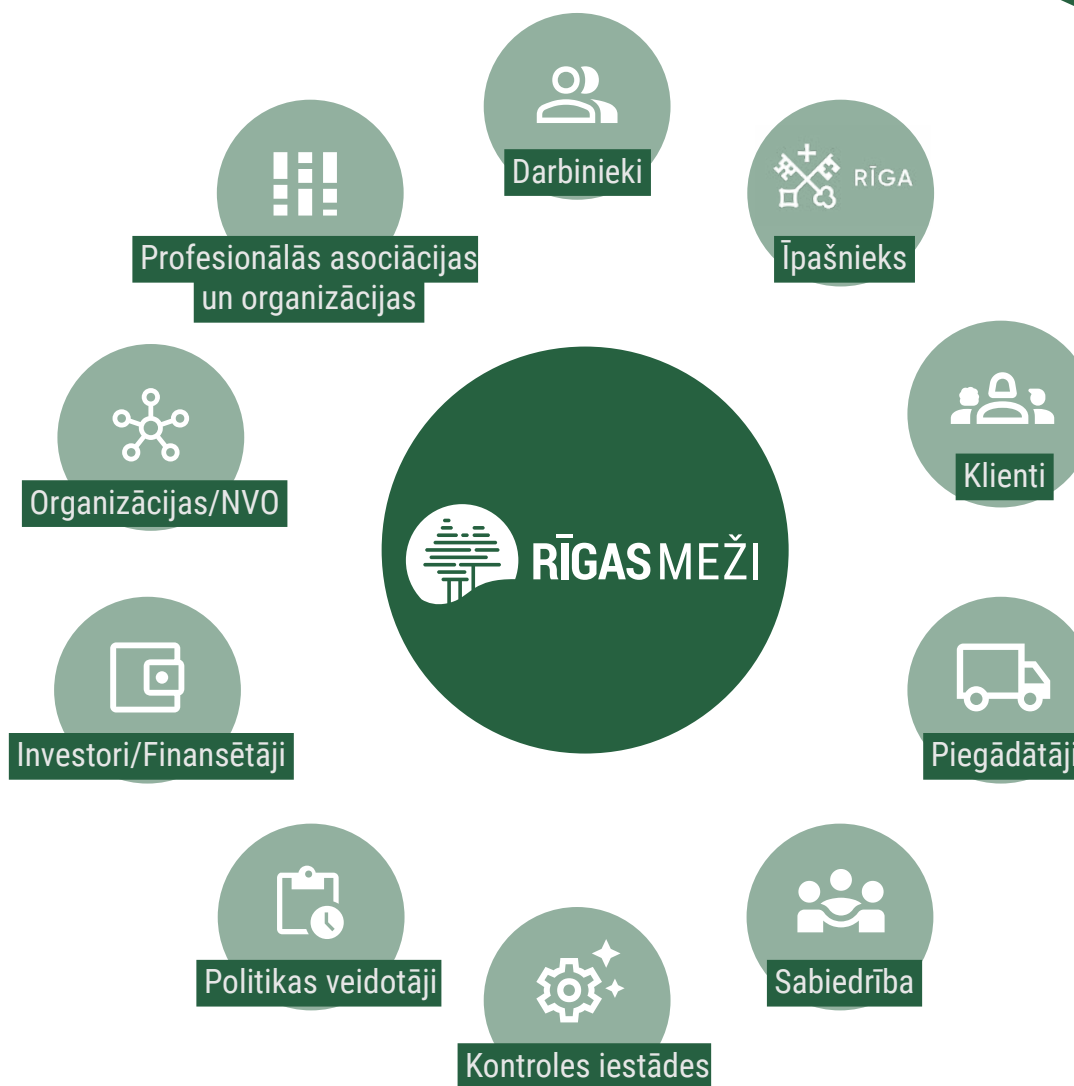 Darbinieki
RĪGA
Īpašnieks
Profesionālās asociācijas
un organizācijas
Klienti
Organizācijas/NVO
RĪGAS MEŽI
Piegādātāji
Investori/Finansētāji
Politikas veidotāji
Sabiedrība
Kontroles iestādes